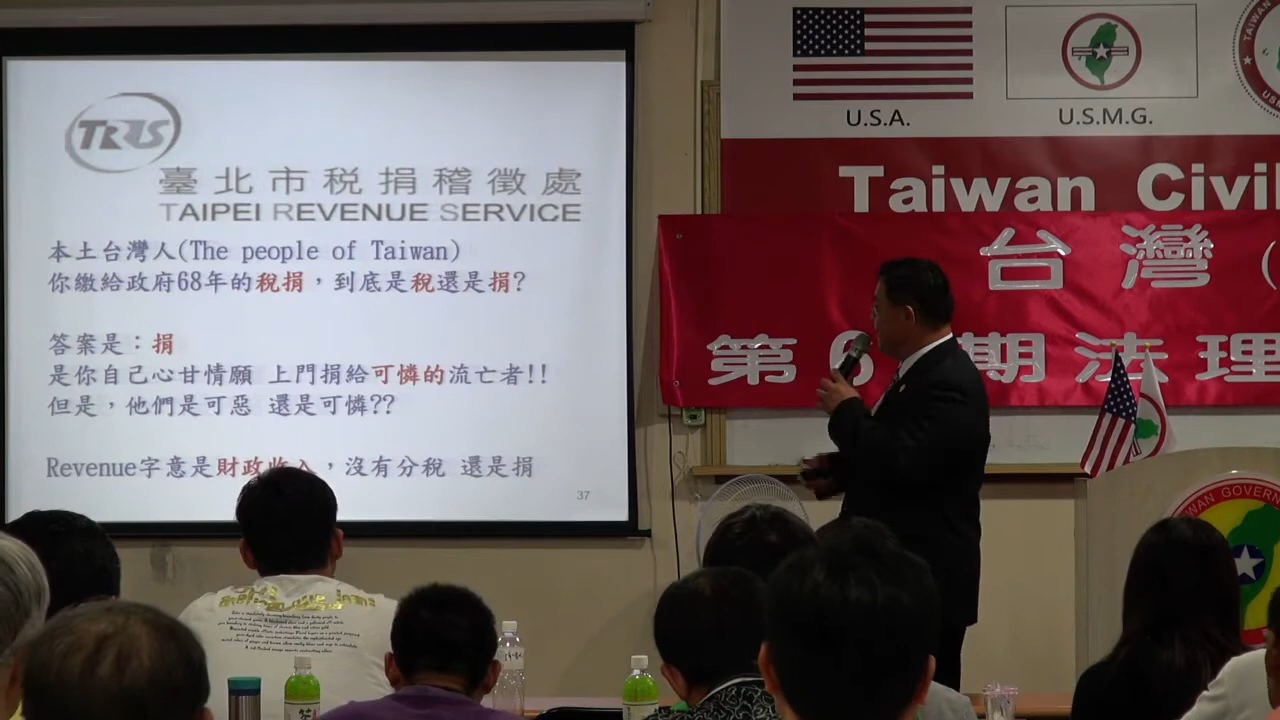 TRS
臺北市稅捐稽徵處
TAIPEI REVENUE SERVICE
本土台灣人(The people of Taiwan)
你繳給政府68年的稅捐，到底是稅還是捐?
答案是：捐
是你自己心甘情願 上門捐給可憐的流亡者!!
但是，他們是可惡 還是可憐??
Revenue字意是財政收入，沒有分稅 還是捐
37
U.S.A.
U.S.M.G.
Taiwan Civil
台灣
第6期法理
WAN GOVERN